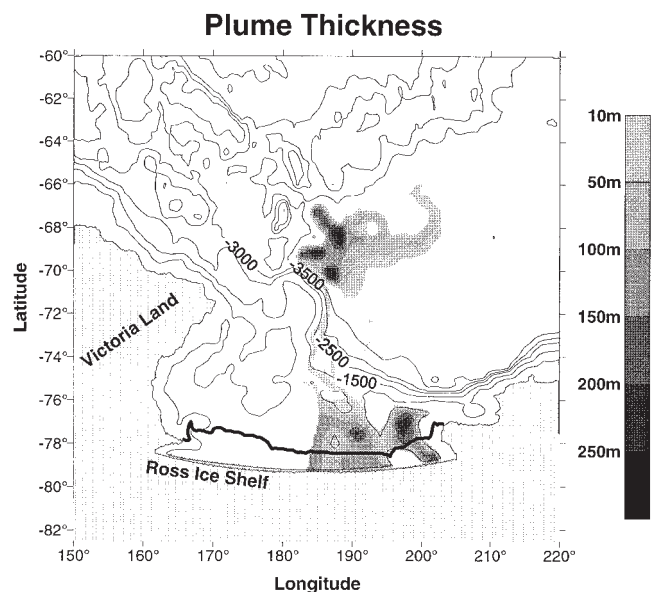 Plume Thickness
-60°
-62°
-64°
-66°
-68°
-70°
-72°
-74°
-76°
-78°
-80°
-82°
Latitude
150°
160°
170°
180°
190°
200°
210°
220°
Longitude
-3000
-3500
-2500
-1500
Victoria Land
Ross Ice Shelf
10m
50m
100m
150m
200m
250m